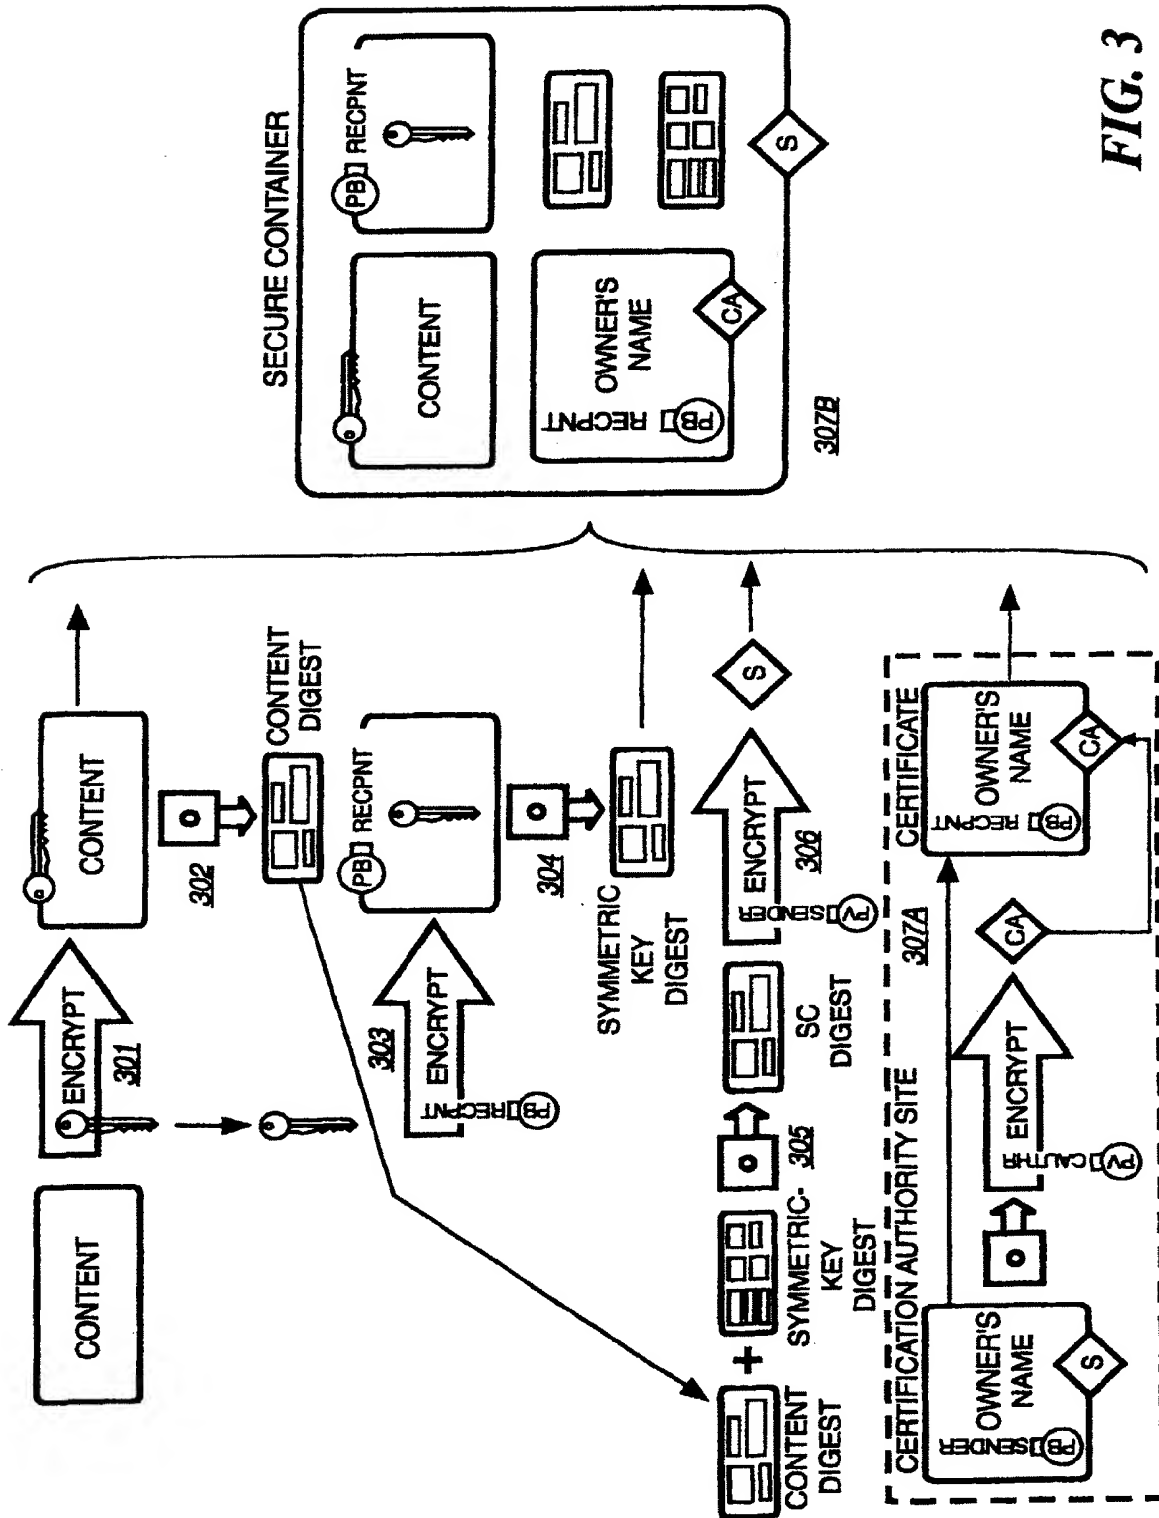 CONTENT
ENCRYPT
301
CONTENT
302
CONTENT
DIGEST
PB RECPNT
303
ENCRYPT
PB RECPNT
304
SYMMETRIC
KEY
DIGEST
CONTENT
DIGEST
+
SYMMETRIC-
KEY
DIGEST
305
SC
DIGEST
ENCRYPT
PV SENDER
306
S
CERTIFICATION AUTHORITY SITE
307A
CERTIFICATE
PB SENDER
OWNER'S
NAME
S
ENCRYPT
CA
PB RECPNT
OWNER'S
NAME
CA
SECURE CONTAINER
CONTENT
PB RECPNT
PB RECPNT
OWNER'S
NAME
CA
S
307B
FIG. 3